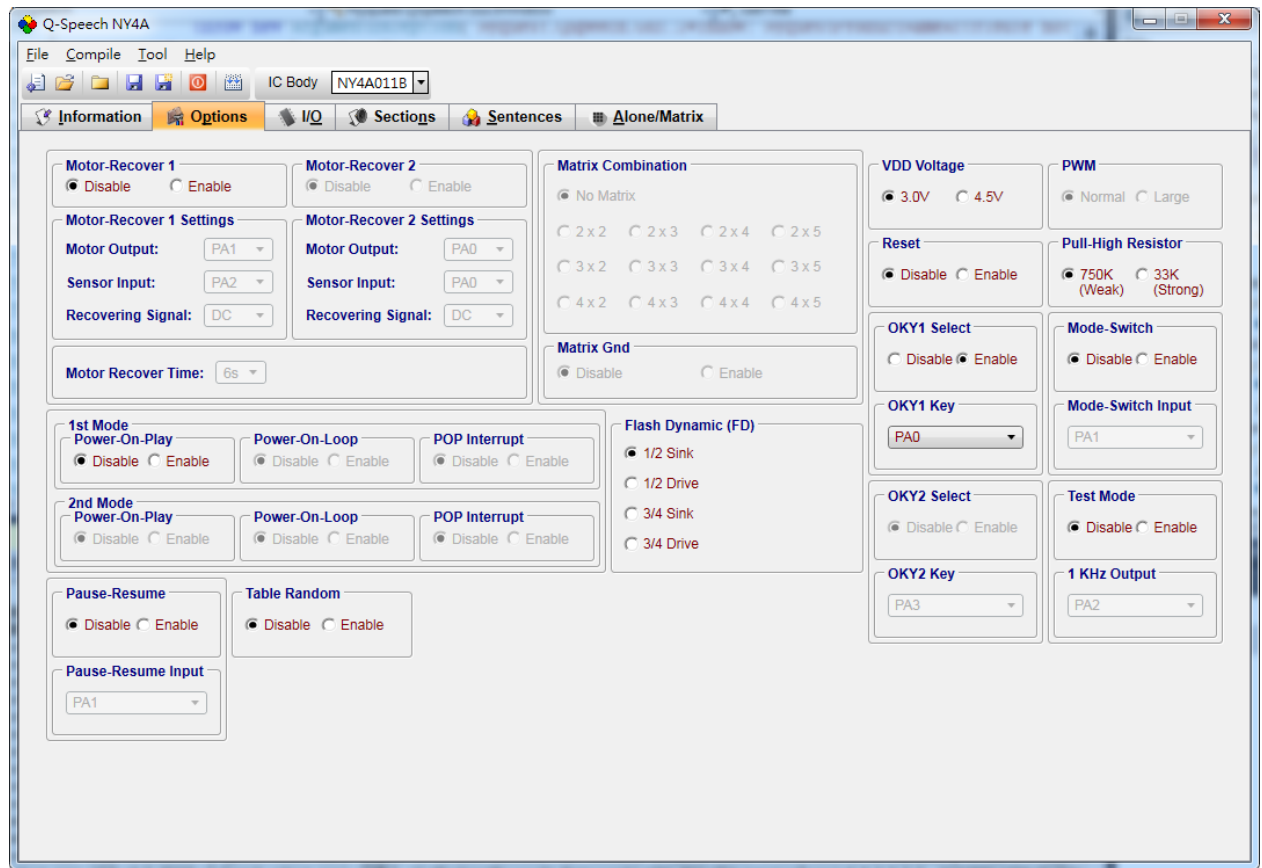 Q-Speech NY4A
File Compile Tool Help
IC Body NY4A011B
Information Options I/O Sections Sentences Alone/Matrix
Motor-Recover 1
Disable Enable
Motor-Recover 2
Disable Enable
Motor-Recover 1 Settings
Motor Output: PA1
Sensor Input: PA2
Recovering Signal: DC
Motor-Recover 2 Settings
Motor Output: PA0
Sensor Input: PA0
Recovering Signal: DC
Motor Recover Time: 6s
Matrix Combination
No Matrix
2 x 2 2 x 3 2 x 4 2 x 5
3 x 2 3 x 3 3 x 4 3 x 5
4 x 2 4 x 3 4 x 4 4 x 5
Matrix Gnd
Disable Enable
VDD Voltage
3.0V 4.5V
PWM
Normal Large
Reset
Disable Enable
Pull-High Resistor
750K 33K
(Weak) (Strong)
OKY1 Select
Disable Enable
Mode-Switch
Disable Enable
OKY1 Key
PA0
Mode-Switch Input
PA1
1st Mode
Power-On-Play
Disable Enable
Power-On-Loop
Disable Enable
POP Interrupt
Disable Enable
2nd Mode
Power-On-Play
Disable Enable
Power-On-Loop
Disable Enable
POP Interrupt
Disable Enable
Flash Dynamic (FD)
1/2 Sink
1/2 Drive
3/4 Sink
3/4 Drive
OKY2 Select
Disable Enable
Test Mode
Disable Enable
OKY2 Key
PA3
1 KHz Output
PA2
Pause-Resume
Disable Enable
Table Random
Disable Enable
Pause-Resume Input
PA1